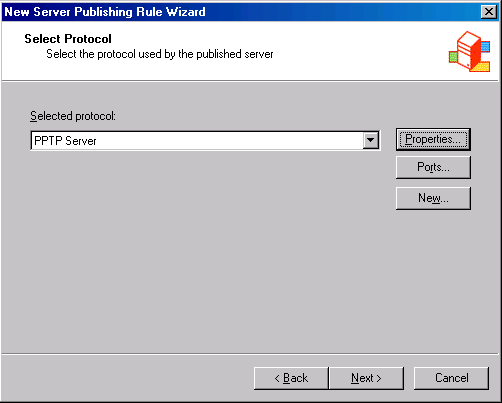 New Server Publishing Rule Wizard
Select Protocol
Select the protocol used by the published server
Selected protocol:
PPTP Server
Properties...
Ports...
New...
< Back
Next >
Cancel